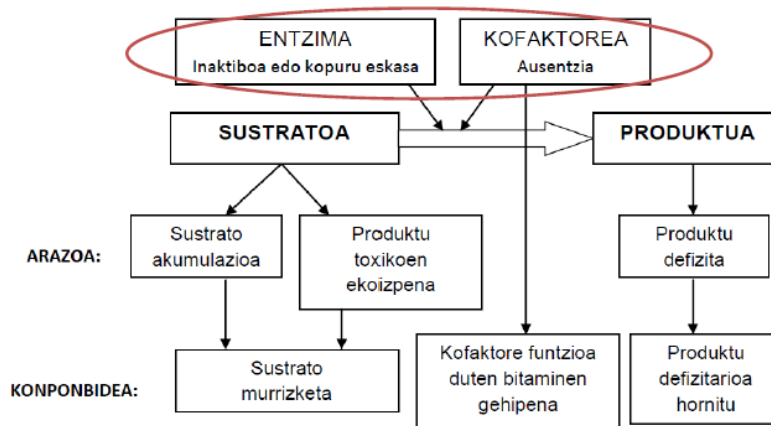 ENTZIMA
Inaktiboa edo kopuru eskasa
KOFAKTOREA
Ausentzia
SUSTRATOA
PRODUKTUA
ARAZOA:
Sustrato
akumulazioa
Produktu
toxikoen
ekoizpena
Produktu
defizita
KONPONBIDEA:
Sustrato
murrizketa
Kofaktore funtzioa
duten bitaminen
gehipena
Produktu
defizitarioa
hornitu